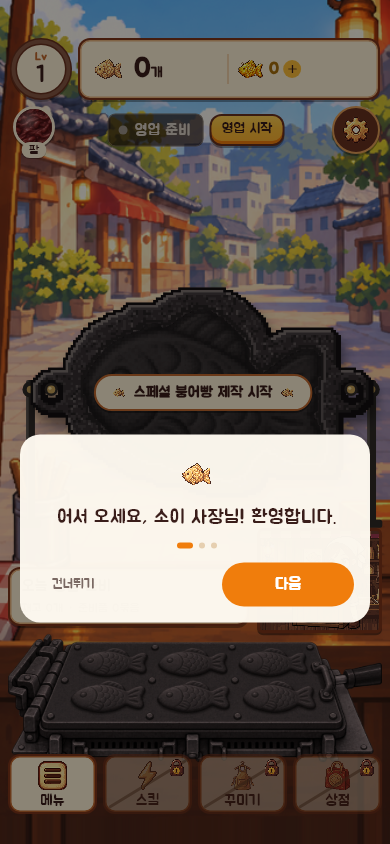 Lv
1
0개
0 +
팥
영업 준비
영업 시작
스페셜 붕어빵 제작 시작
어서 오세요, 소이 사장님! 환영합니다.
건너뛰기
다음
메뉴
스킬
꾸미기
상점